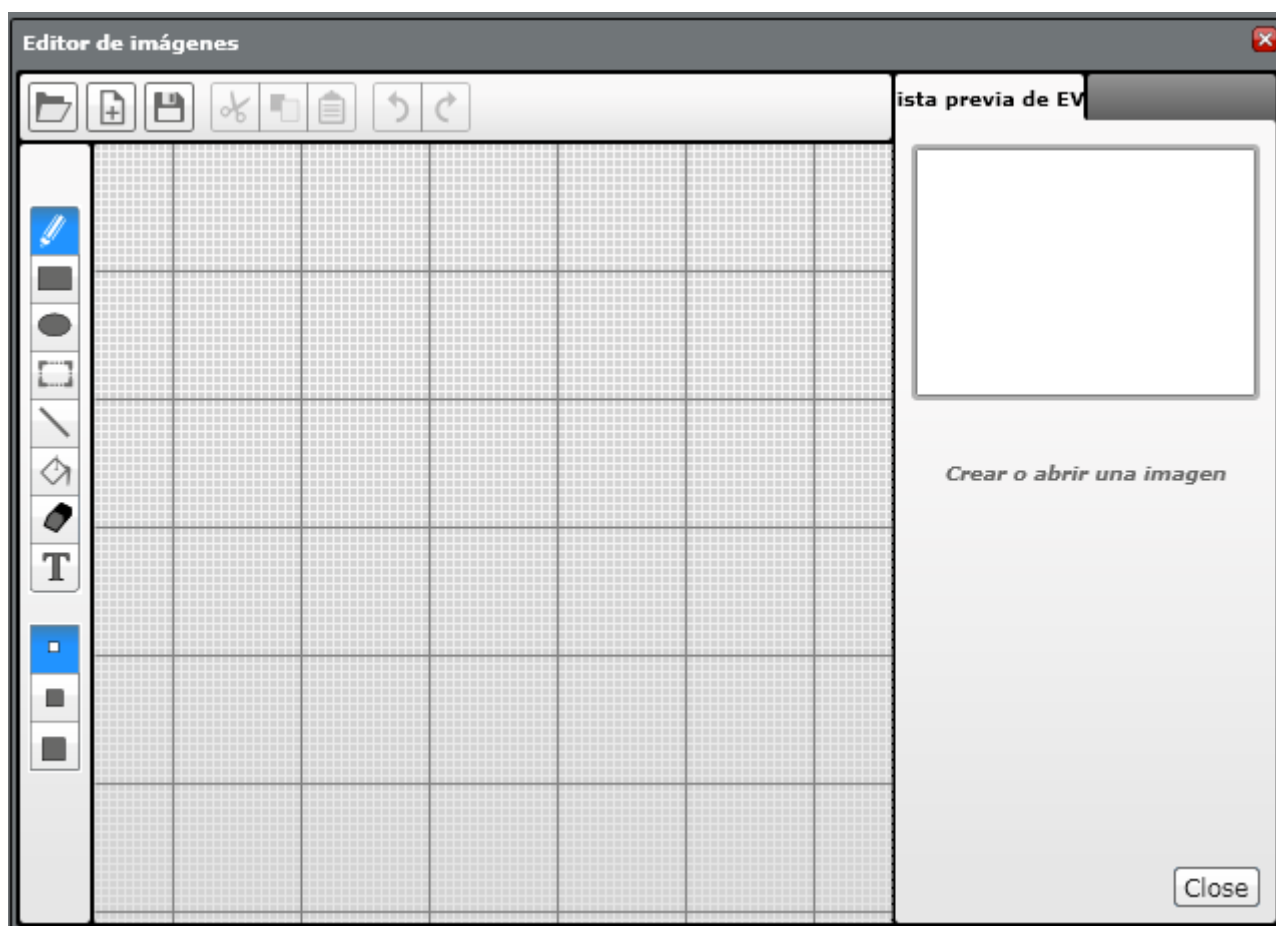 Editor de imágenes
ista previa de EV
Crear o abrir una imagen
T
Close